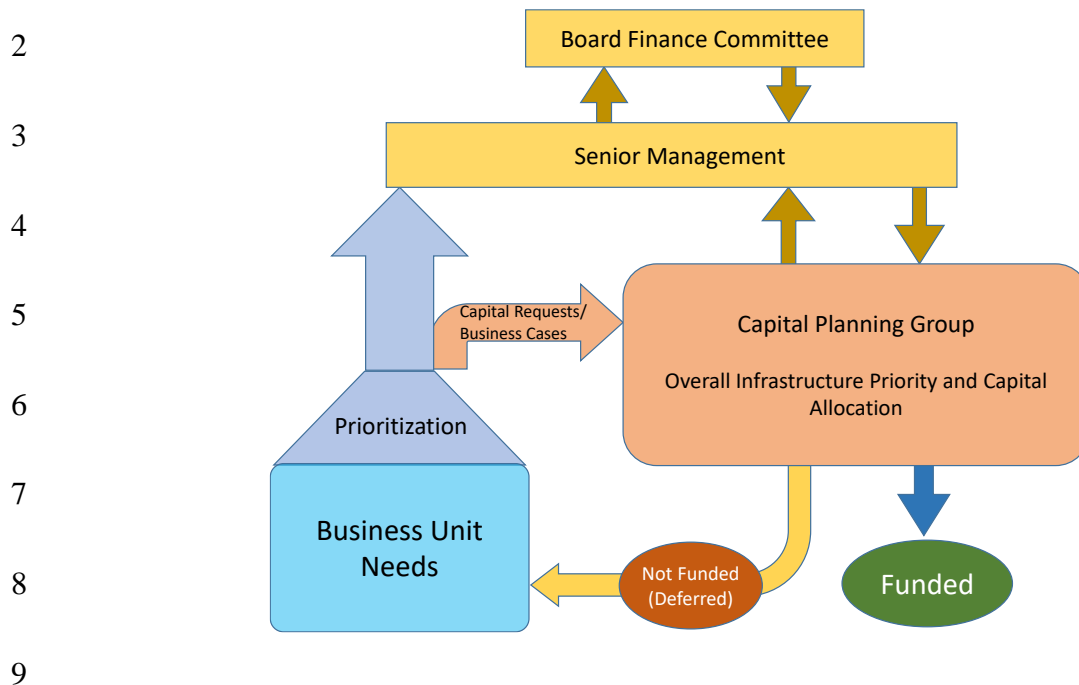 2
Board Finance Committee
3
Senior Management
4
5
Capital Requests/
Business Cases
Capital Planning Group
Overall Infrastructure Priority and Capital
Allocation
6
Prioritization
7
Business Unit
Needs
8
Not Funded
(Deferred)
Funded
9